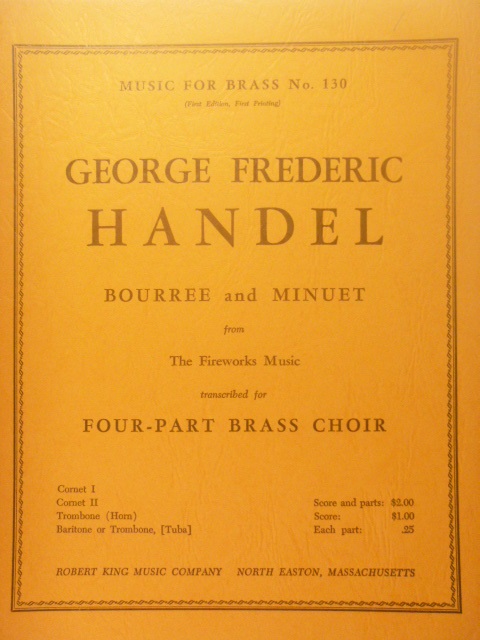 MUSIC FOR BRASS No. 130
(First Edition, First Printing)
GEORGE FREDERIC
HANDEL
BOURREE and MINUET
from
The Fireworks Music
transcribed for
FOUR-PART BRASS CHOIR
Cornet I
Cornet II Score and parts: $2.00
Trombone (Horn) Score: $1.00
Baritone or Trombone, [Tuba] Each part: .25
ROBERT KING MUSIC COMPANY NORTH EASTON, MASSACHUSETTS